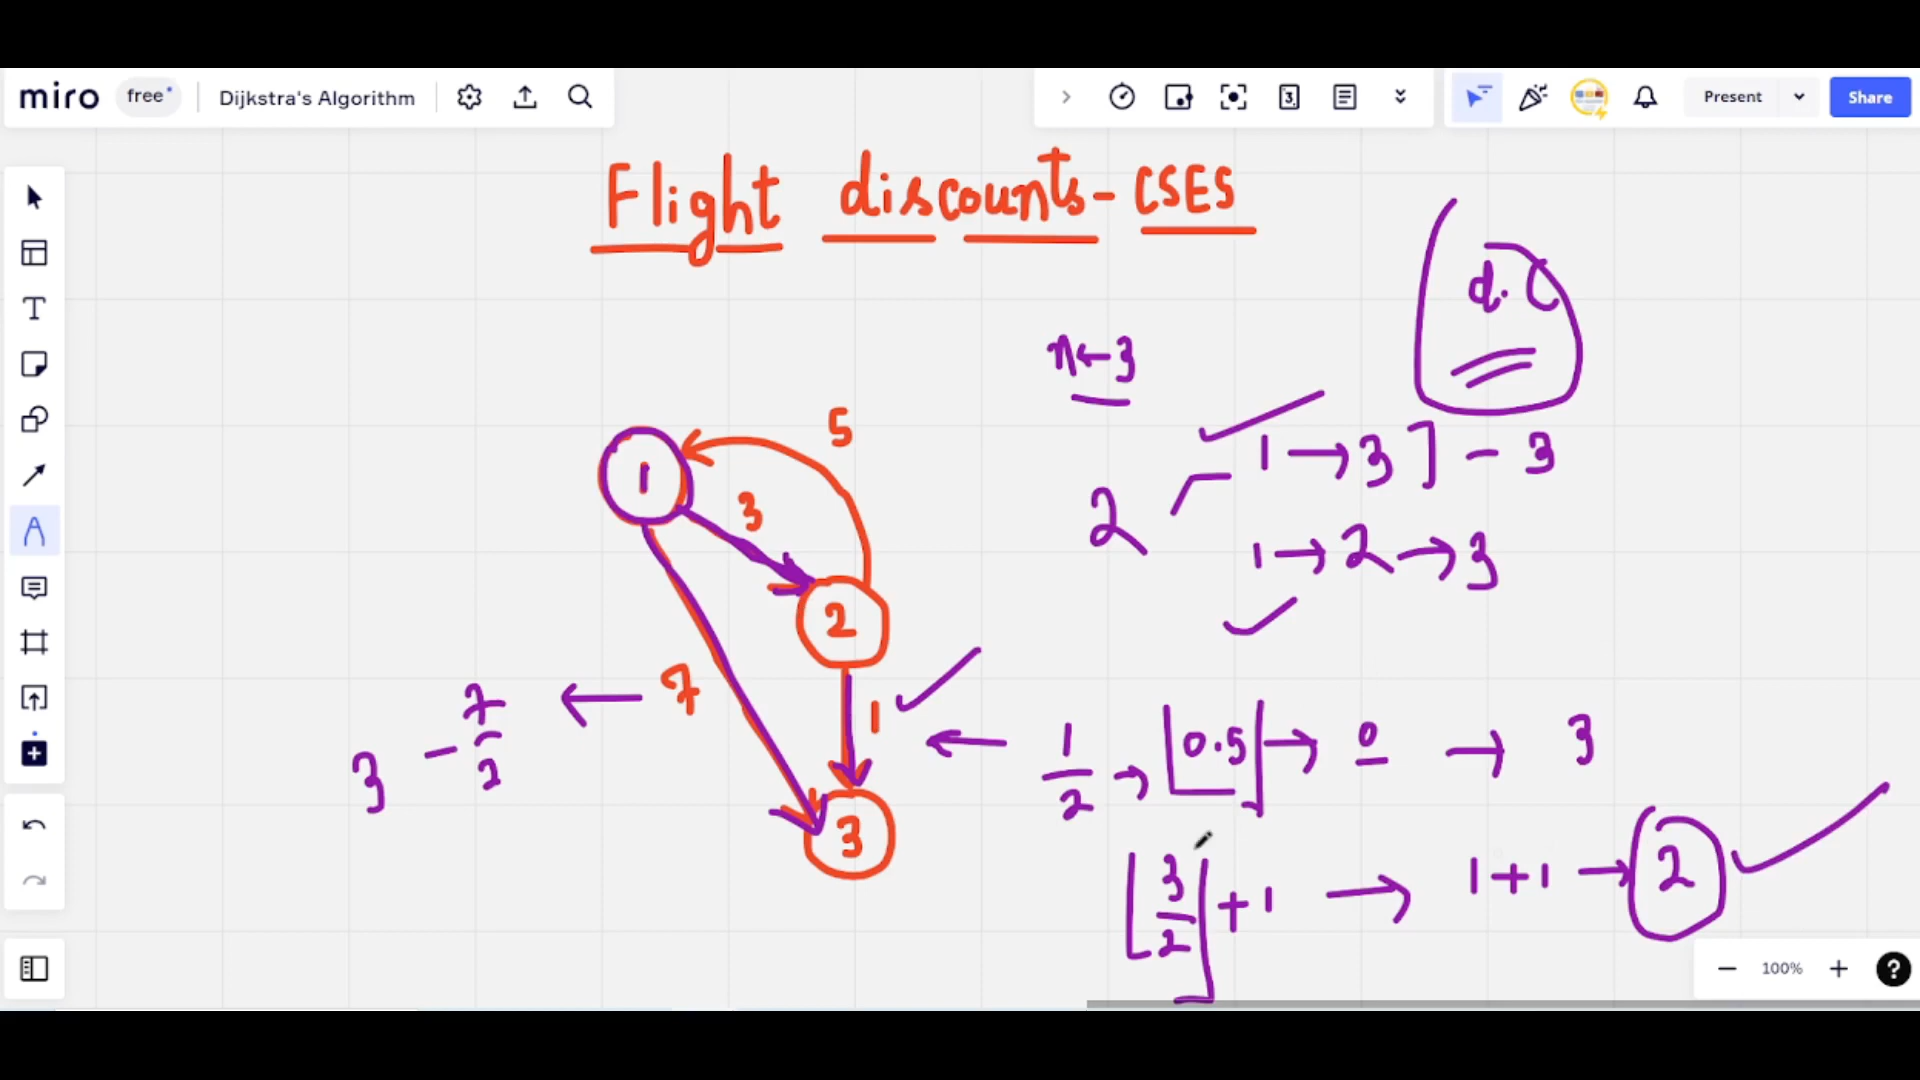 miro free Dijkstra's Algorithm Present Share
Flight discounts - CSES
d.C
n ← 3
5
1 → 3 ] - 3
1
3
2
1 → 2 → 3
2
7 ← 7
1
3 - 2
1/2 → ⌊0.5⌋ → 0 → 3
3
⌊3/2⌋ + 1 → 1 + 1 → 2
100%